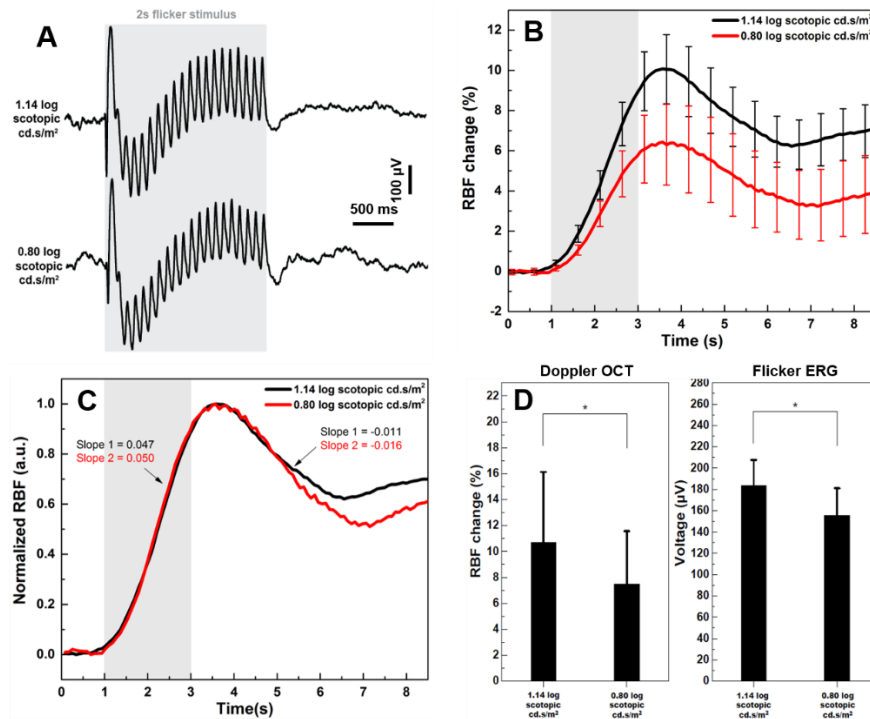 A
2s flicker stimulus
1.14 log
scotopic
cd.s/m²
0.80 log
scotopic
cd.s/m²
100 µV
500 ms
B
1.14 log scotopic cd.s/m²
0.80 log scotopic cd.s/m²
RBF change (%)
12
10
8
6
4
2
0
-2
0 1 2 3 4 5 6 7 8
Time (s)
C
1.14 log scotopic cd.s/m²
0.80 log scotopic cd.s/m²
Slope 1 = 0.047
Slope 2 = 0.050
Slope 1 = -0.011
Slope 2 = -0.016
Normalized RBF (a.u.)
1.0
0.8
0.6
0.4
0.2
0.0
0 1 2 3 4 5 6 7 8
Time(s)
D
Doppler OCT
*
RBF change (%)
22
20
18
16
14
12
10
8
6
4
2
0
1.14 log
scotopic
cd.s/m²
0.80 log
scotopic
cd.s/m²
Flicker ERG
*
Voltage (µV)
280
260
240
220
200
180
160
140
120
100
80
60
40
20
0
1.14 log
scotopic
cd.s/m²
0.80 log
scotopic
cd.s/m²